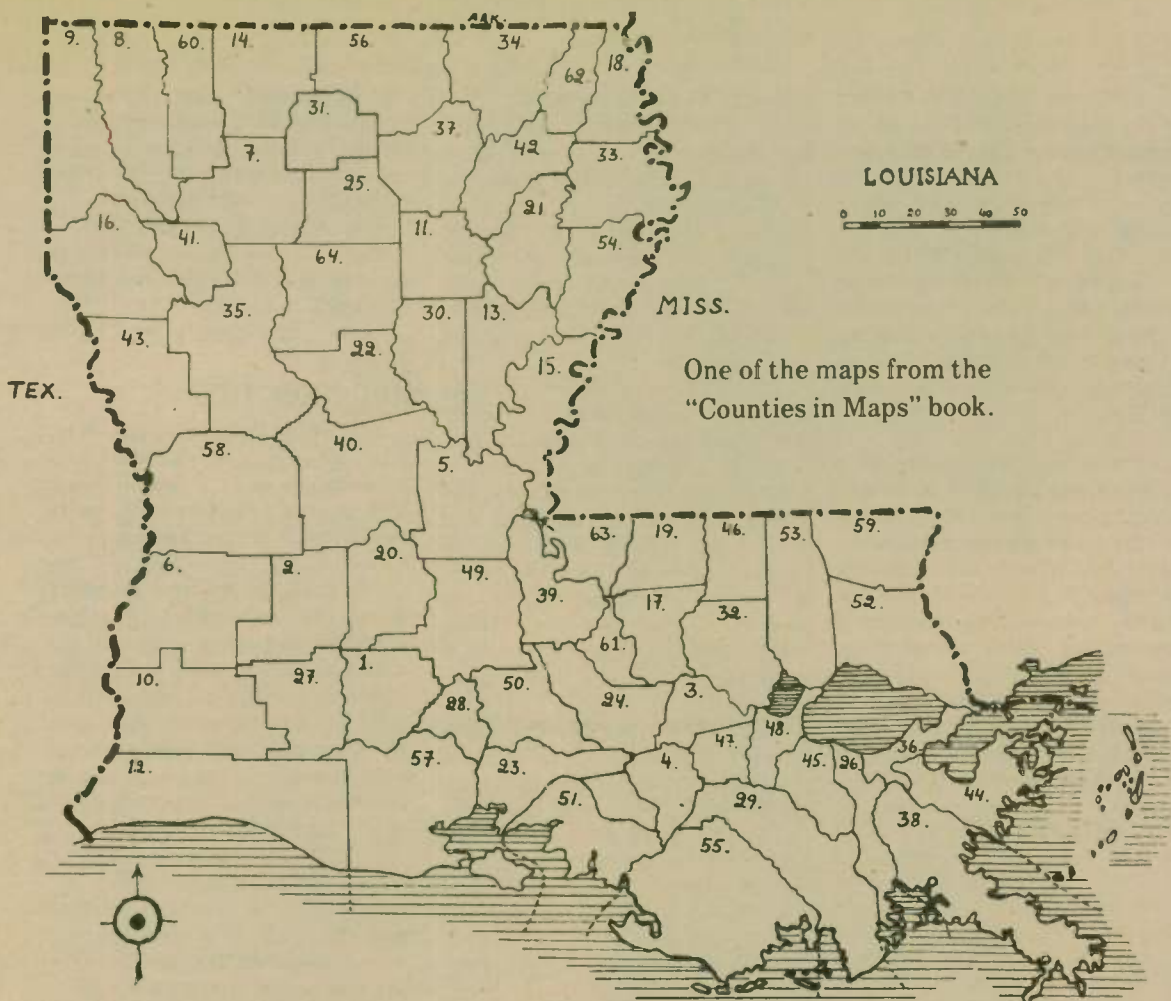 ARK.
9. 8. 60. 14. 56. 34. 62. 18.
31. 37. 42. 33.
7. 25. 21.
LOUISIANA
0 10 20 30 40 50
16. 41. 64. 11. 54.
35. 30. 13.
MISS.
43. 22. 15.
One of the maps from the
"Counties in Maps" book.
TEX.
58. 40. 5.
63. 19. 46. 53. 59.
6. 2. 20. 49. 39. 17. 32. 52.
61.
10. 27. 1. 28. 50. 24. 3.
47. 48.
12. 57. 23. 4. 45. 26. 36.
51. 29. 44.
55. 38.